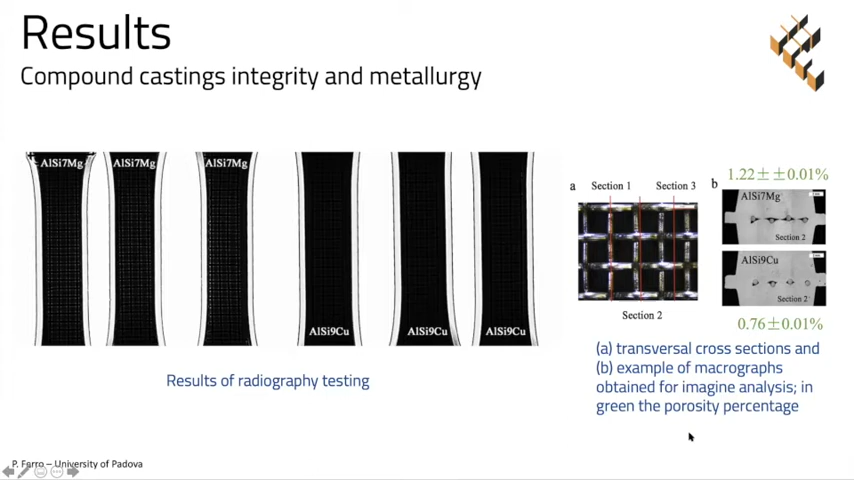 Results
Compound castings integrity and metallurgy
AlSi7Mg
AlSi7Mg
AlSi7Mg
AlSi9Cu
AlSi9Cu
AlSi9Cu
Results of radiography testing
a
Section 1
Section 3
Section 2
b
1.22±±0.01%
AlSi7Mg
Section 2
AlSi9Cu
Section 2
0.76±0.01%
(a) transversal cross sections and
(b) example of macrographs
obtained for imagine analysis; in
green the porosity percentage
P. Ferro – University of Padova